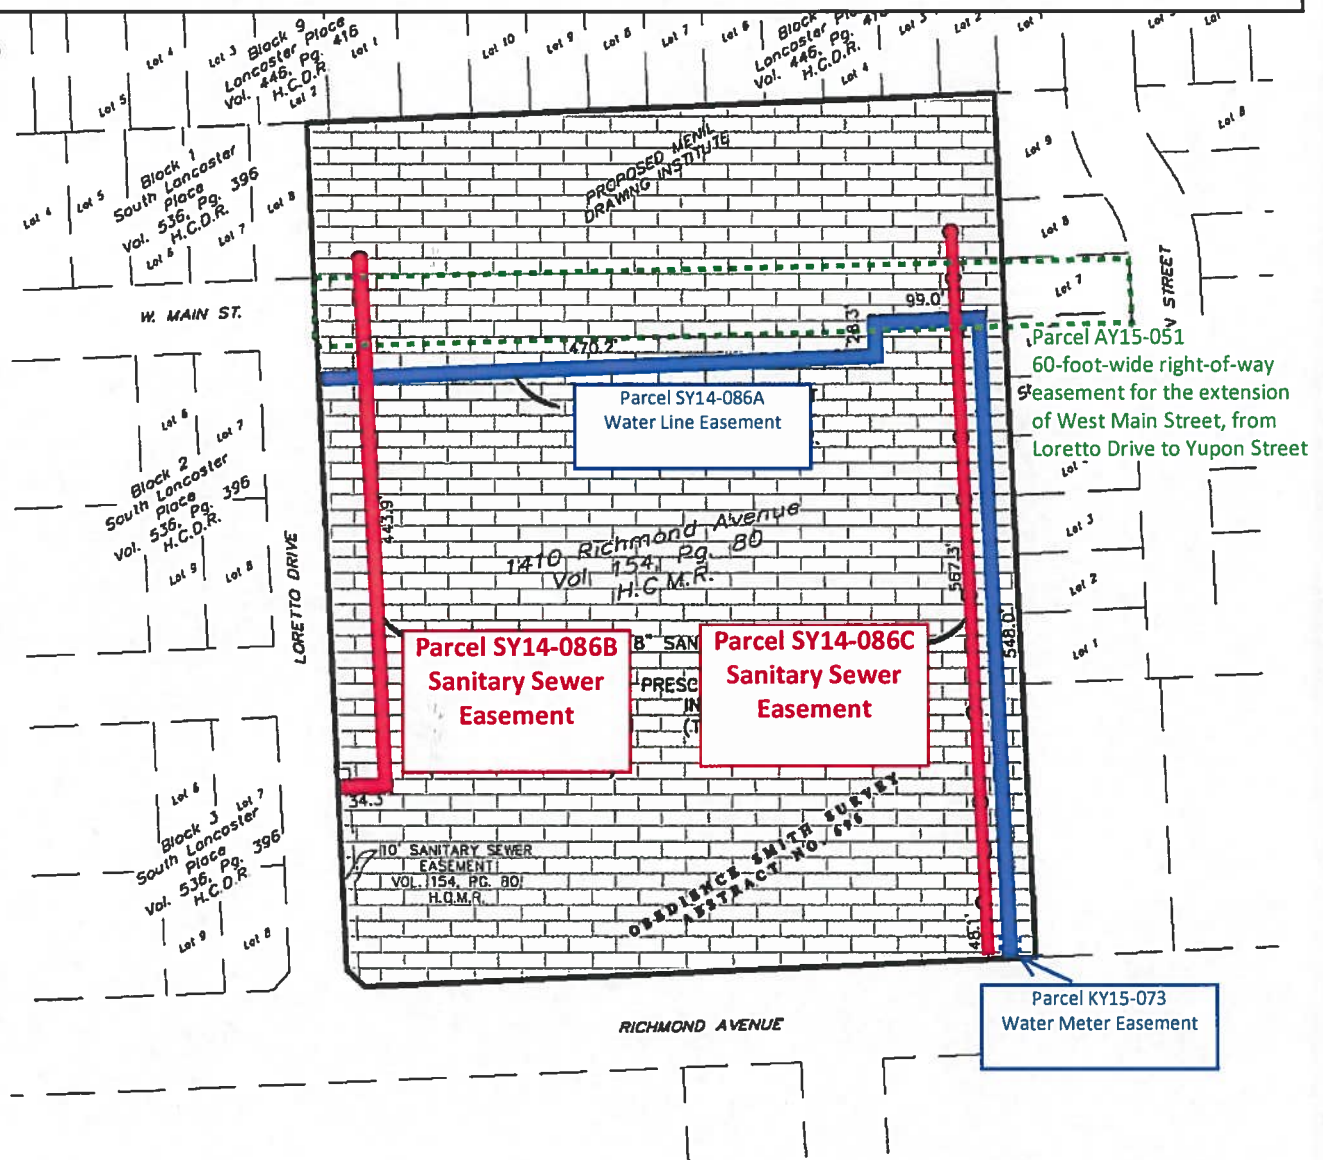 Lot 4
Lot 3
Block 9
Lancaster Place
Vol. 446, Pg. 416
H.C.D.R.
Lot 2
Lot 1
Lot 10
Lot 9
Lot 8
Lot 7
Lot 6
Lancaster Place
Vol. 446, Pg. 416
H.C.D.R.
Lot 4
Lot 3
Lot 2
Lot 5
Block 1
South Lancaster
Place
Vol. 536, Pg. 396
H.C.D.R.
Lot 4
Lot 5
Lot 6
Lot 7
Lot 8
PROPOSED MENIL
DRAWING INSTITUTE
Lot 9
Lot 8
Lot 8
Lot 7
W. MAIN ST.
STREET
99.0'
28.3'
470.2'
Parcel AY15-051
60-foot-wide right-of-way
easement for the extension
of West Main Street, from
Loretto Drive to Yupon Street
Parcel SY14-086A
Water Line Easement
Lot 6
Lot 7
Block 2
South Lancaster
Place
Vol. 536, Pg. 396
H.C.D.R.
Lot 9
Lot 8
LORETTO DRIVE
443.9'
1410 Richmond Avenue
Vol. 154, Pg. 80
H.C.M.R.
567.3'
548.0'
Lot 3
Lot 2
Lot 1
Parcel SY14-086B
Sanitary Sewer
Easement
8" SAN
PRESC
IN
(T
Parcel SY14-086C
Sanitary Sewer
Easement
34.3'
Lot 6
Lot 7
Block 3
South Lancaster
Place
Vol. 536, Pg. 396
H.C.D.R.
Lot 9
Lot 8
10' SANITARY SEWER
EASEMENT
VOL. 154, PG. 80
H.C.M.R.
OBEDIENCE SMITH SURVEY
ABSTRACT NO. 696
Parcel KY15-073
Water Meter Easement
RICHMOND AVENUE